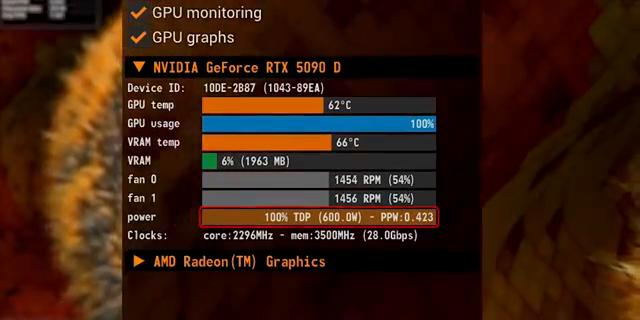 GPU monitoring
GPU graphs
NVIDIA GeForce RTX 5090 D
Device ID: 10DE-2B87 (1043-89EA)
GPU temp 62°C
GPU usage 100%
VRAM temp 66°C
VRAM 6% (1963 MB)
fan 0 1454 RPM (54%)
fan 1 1456 RPM (54%)
power 100% TDP (600.0W) - PPW:0.423
Clocks: core:2296MHz - mem:3500MHz (28.0Gbps)
AMD Radeon(TM) Graphics